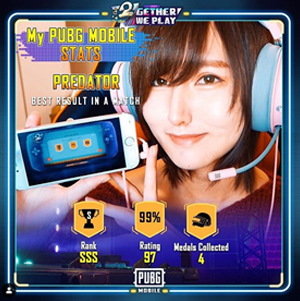 2GETHER!
WE PLAY
My PUBG MOBILE
STATS
PREDATOR
BEST RESULT IN A MATCH
99%
Rank
SSS
Rating
97
Medals Collected
4
PUBG
MOBILE